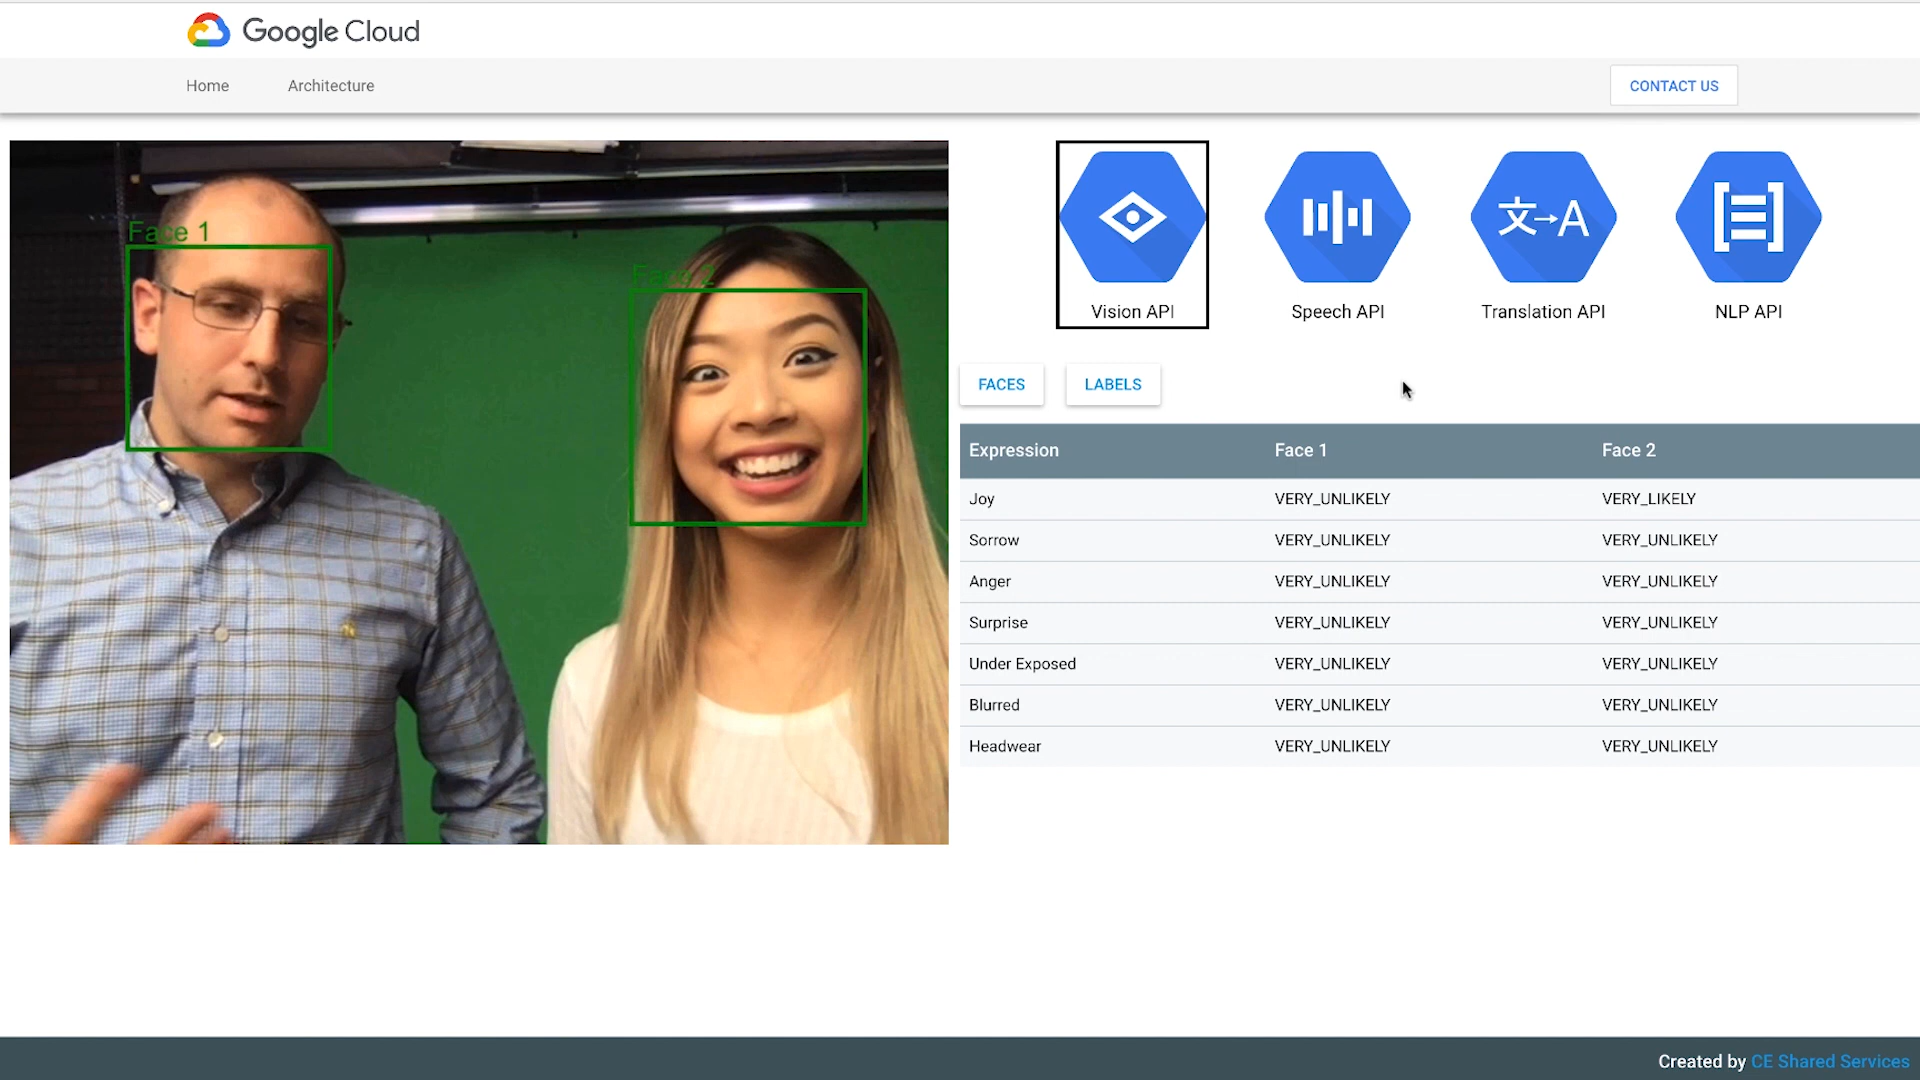 Google Cloud
Home Architecture CONTACT US
Face 1
Face 2
文→A
Vision API Speech API Translation API NLP API
FACES LABELS
Expression Face 1 Face 2
Joy VERY_UNLIKELY VERY_LIKELY
Sorrow VERY_UNLIKELY VERY_UNLIKELY
Anger VERY_UNLIKELY VERY_UNLIKELY
Surprise VERY_UNLIKELY VERY_UNLIKELY
Under Exposed VERY_UNLIKELY VERY_UNLIKELY
Blurred VERY_UNLIKELY VERY_UNLIKELY
Headwear VERY_UNLIKELY VERY_UNLIKELY
Created by CE Shared Services